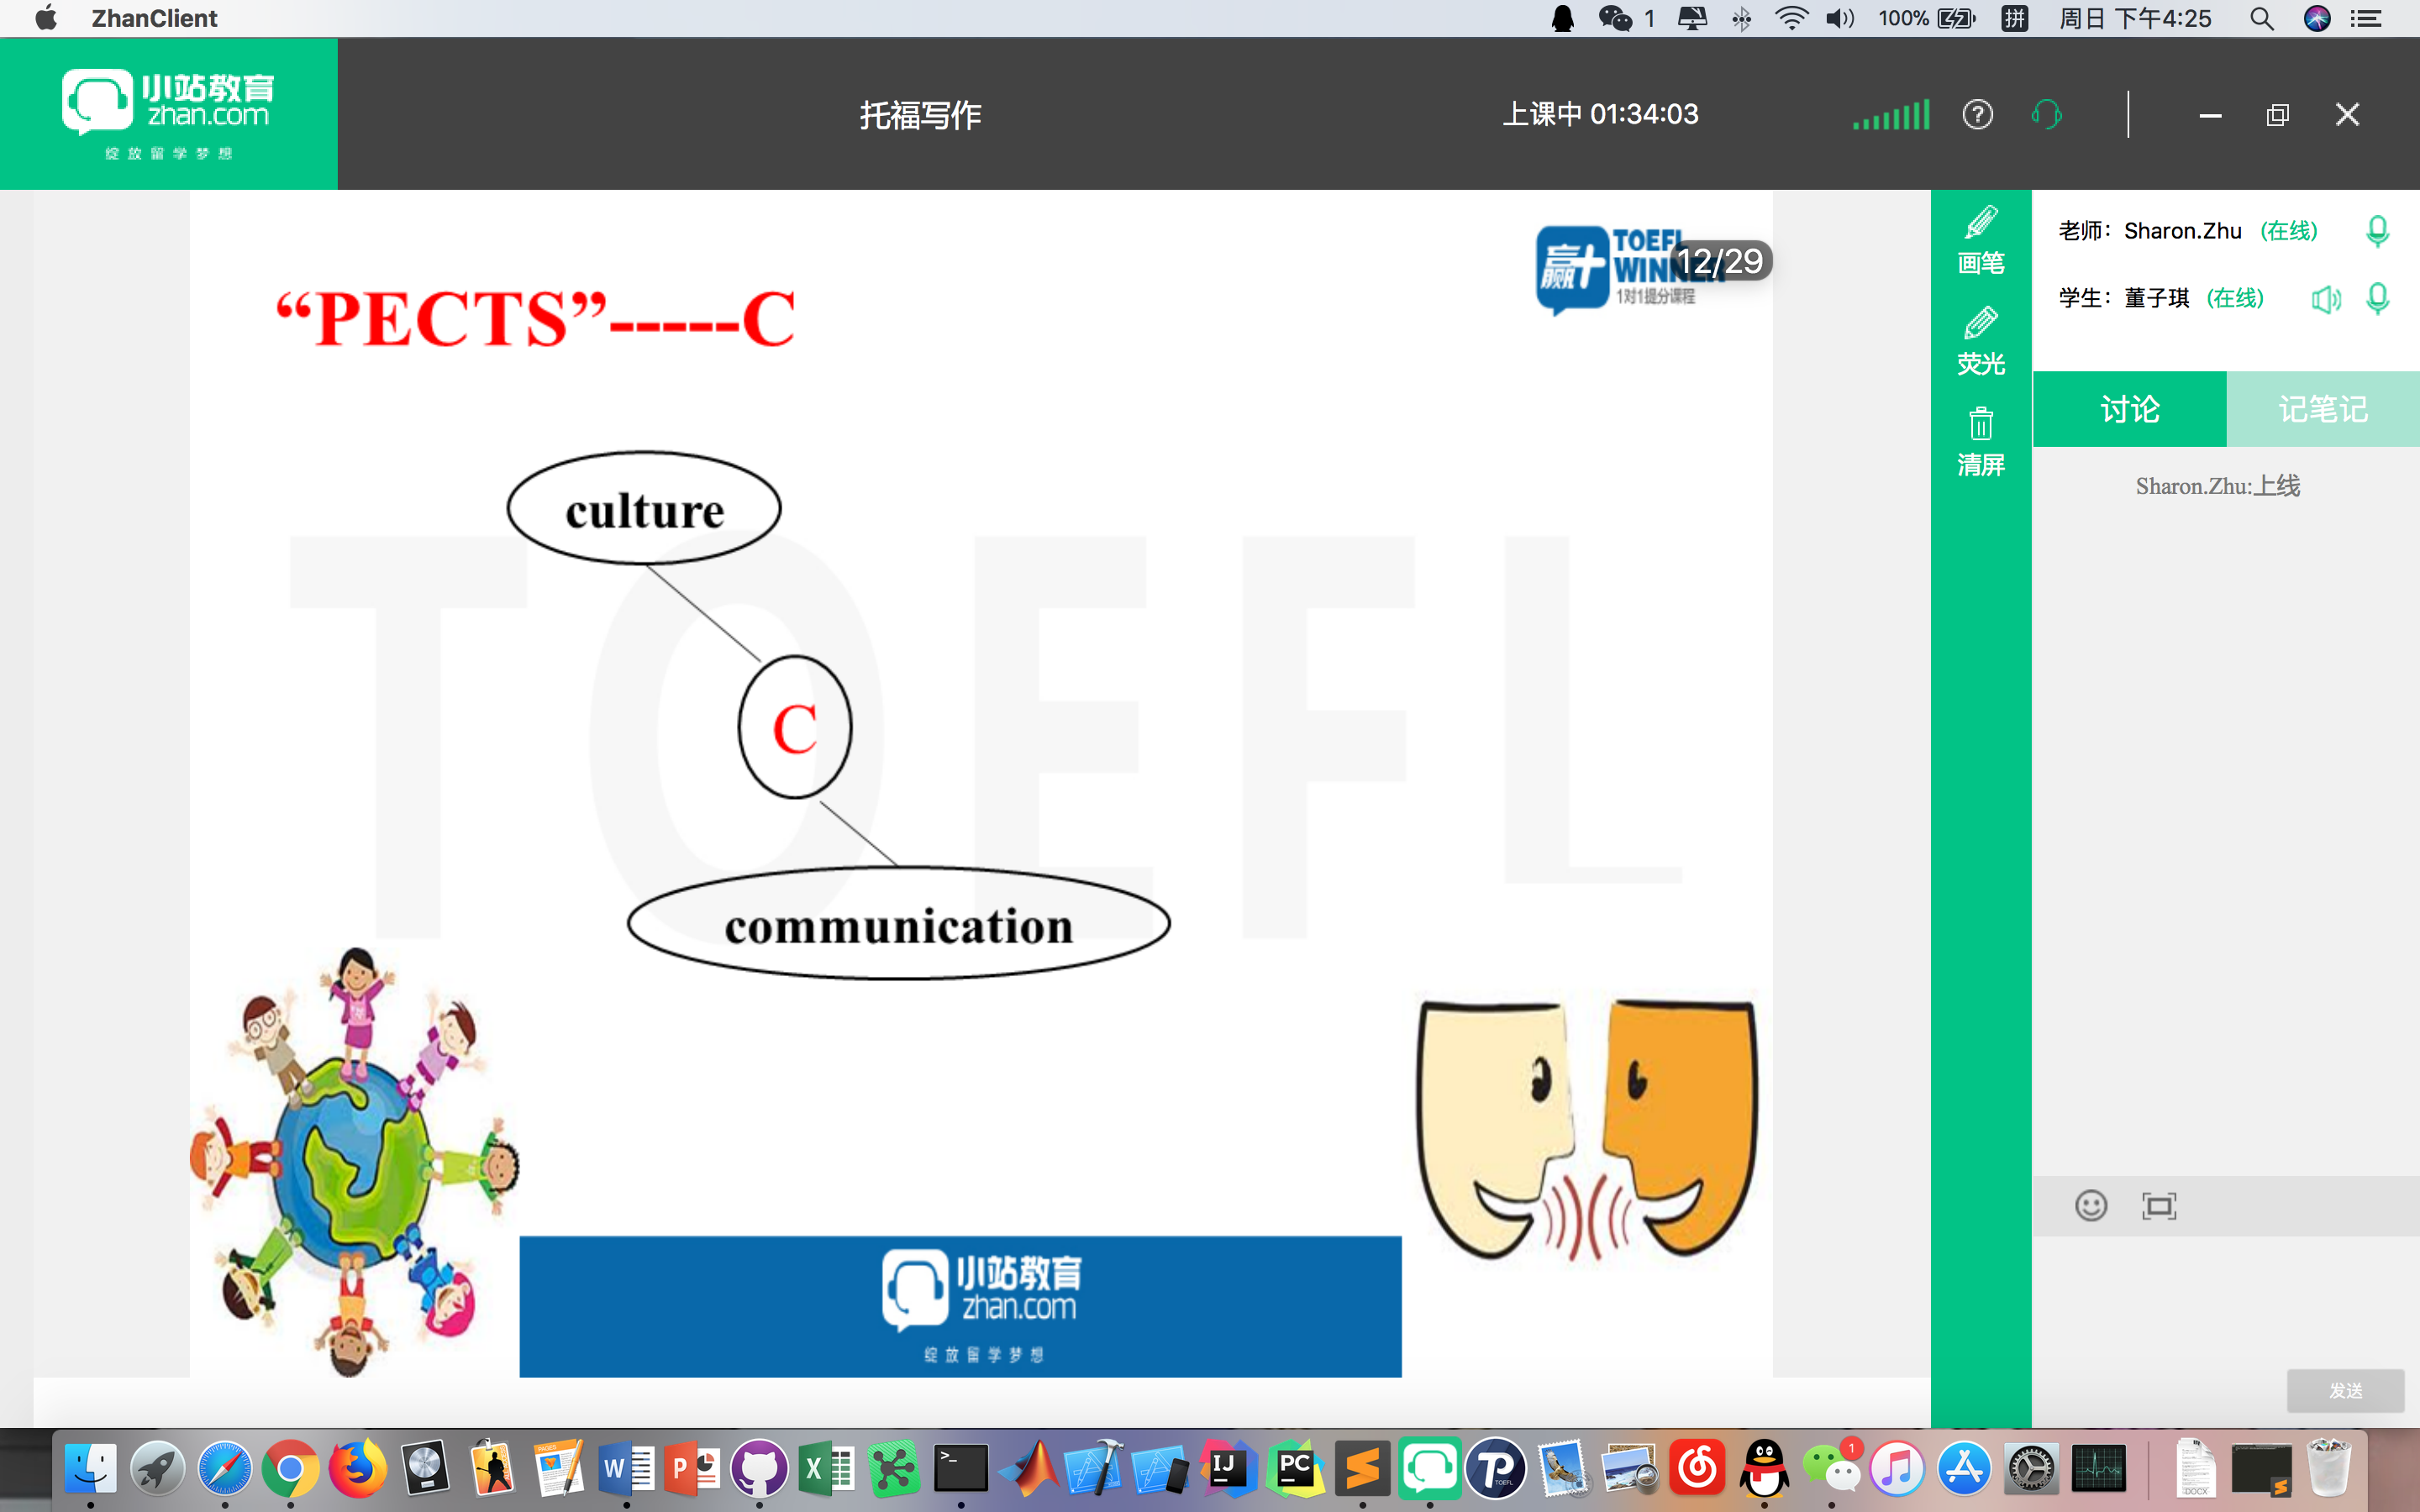 ZhanClient
1
100%
拼
周日 下午4:25
小站教育
zhan.com
绽放留学梦想
托福写作
上课中 01:34:03
“PECTS”-----C
赢+
TOEFL
WINNER
1对1提分课程
12/29
culture
C
communication
TOEFL
小站教育
zhan.com
绽放留学梦想
画笔
荧光
清屏
老师：Sharon.Zhu (在线)
学生：董子琪 (在线)
讨论
记笔记
Sharon.Zhu:上线
发送
PAGES
W
P
X
>_
IJ
PC
TOEFL
1
DOCX